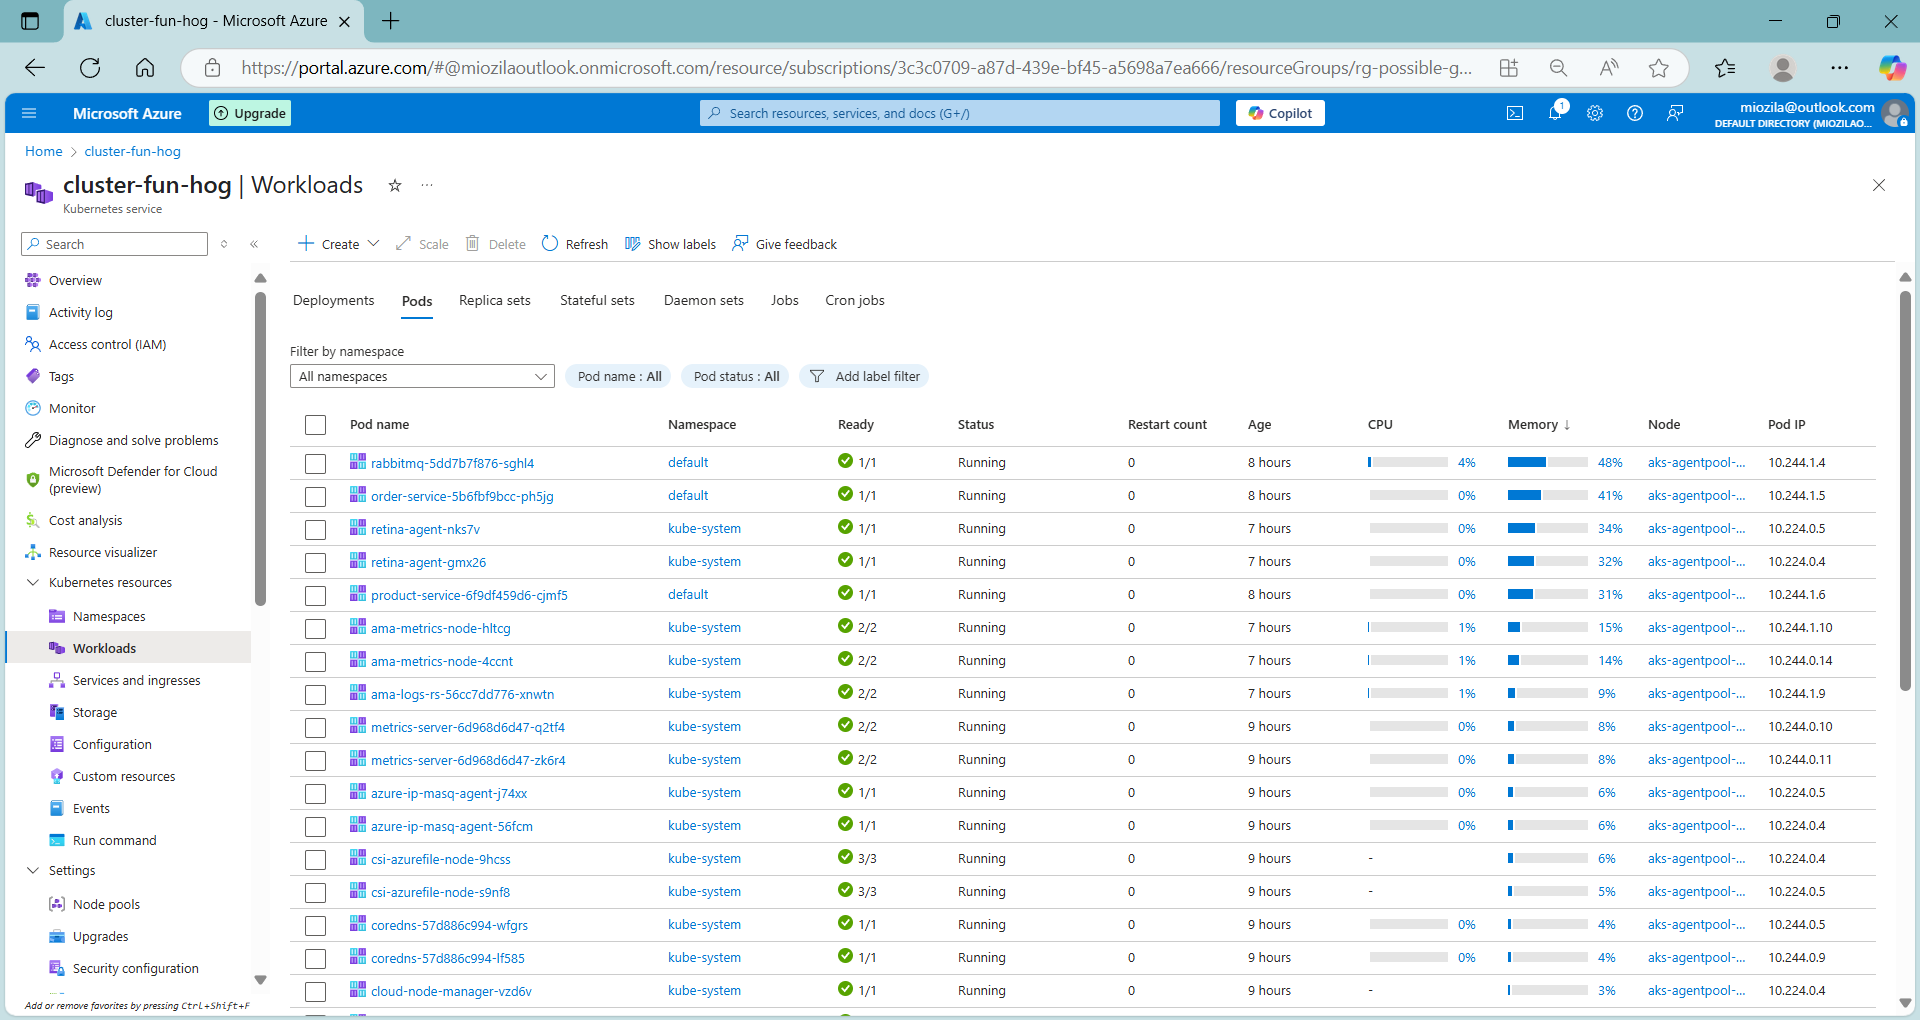 cluster-fun-hog - Microsoft Azure
https://portal.azure.com/#@miozilaoutlook.onmicrosoft.com/resource/subscriptions/3c3c0709-a87d-439e-bf45-a5698a7ea666/resourceGroups/rg-possible-g...
Microsoft Azure
Upgrade
Search resources, services, and docs (G+/)
Copilot
1
miozila@outlook.com
DEFAULT DIRECTORY (MIOZILAO...
Home > cluster-fun-hog
cluster-fun-hog | Workloads
Kubernetes service
Search
Create Scale Delete Refresh Show labels Give feedback
Overview
Activity log
Access control (IAM)
Tags
Monitor
Diagnose and solve problems
Microsoft Defender for Cloud
(preview)
Cost analysis
Resource visualizer
Kubernetes resources
Namespaces
Workloads
Services and ingresses
Storage
Configuration
Custom resources
Events
Run command
Settings
Node pools
Upgrades
Security configuration
Add or remove favorites by pressing Ctrl+Shift+F
Deployments Pods Replica sets Stateful sets Daemon sets Jobs Cron jobs
Filter by namespace
All namespaces
Pod name : All
Pod status : All
Add label filter
Pod name Namespace Ready Status Restart count Age CPU Memory ↓ Node Pod IP
rabbitmq-5dd7b7f876-sghl4 default 1/1 Running 0 8 hours 4% 48% aks-agentpool-... 10.244.1.4
order-service-5b6fbf9bcc-ph5jg default 1/1 Running 0 8 hours 0% 41% aks-agentpool-... 10.244.1.5
retina-agent-nks7v kube-system 1/1 Running 0 7 hours 0% 34% aks-agentpool-... 10.224.0.5
retina-agent-gmx26 kube-system 1/1 Running 0 7 hours 0% 32% aks-agentpool-... 10.224.0.4
product-service-6f9df459d6-cjmf5 default 1/1 Running 0 8 hours 0% 31% aks-agentpool-... 10.244.1.6
ama-metrics-node-hltcg kube-system 2/2 Running 0 7 hours 1% 15% aks-agentpool-... 10.244.1.10
ama-metrics-node-4ccnt kube-system 2/2 Running 0 7 hours 1% 14% aks-agentpool-... 10.244.0.14
ama-logs-rs-56cc7dd776-xnwtn kube-system 2/2 Running 0 7 hours 1% 9% aks-agentpool-... 10.244.1.9
metrics-server-6d968d6d47-q2tf4 kube-system 2/2 Running 0 9 hours 0% 8% aks-agentpool-... 10.244.0.10
metrics-server-6d968d6d47-zk6r4 kube-system 2/2 Running 0 9 hours 0% 8% aks-agentpool-... 10.244.0.11
azure-ip-masq-agent-j74xx kube-system 1/1 Running 0 9 hours 0% 6% aks-agentpool-... 10.224.0.5
azure-ip-masq-agent-56fcm kube-system 1/1 Running 0 9 hours 0% 6% aks-agentpool-... 10.224.0.4
csi-azurefile-node-9hcss kube-system 3/3 Running 0 9 hours - 6% aks-agentpool-... 10.224.0.4
csi-azurefile-node-s9nf8 kube-system 3/3 Running 0 9 hours - 5% aks-agentpool-... 10.224.0.5
coredns-57d886c994-wfgrs kube-system 1/1 Running 0 9 hours 0% 4% aks-agentpool-... 10.244.0.5
coredns-57d886c994-lf585 kube-system 1/1 Running 0 9 hours 0% 4% aks-agentpool-... 10.244.0.9
cloud-node-manager-vzd6v kube-system 1/1 Running 0 9 hours - 3% aks-agentpool-... 10.224.0.4